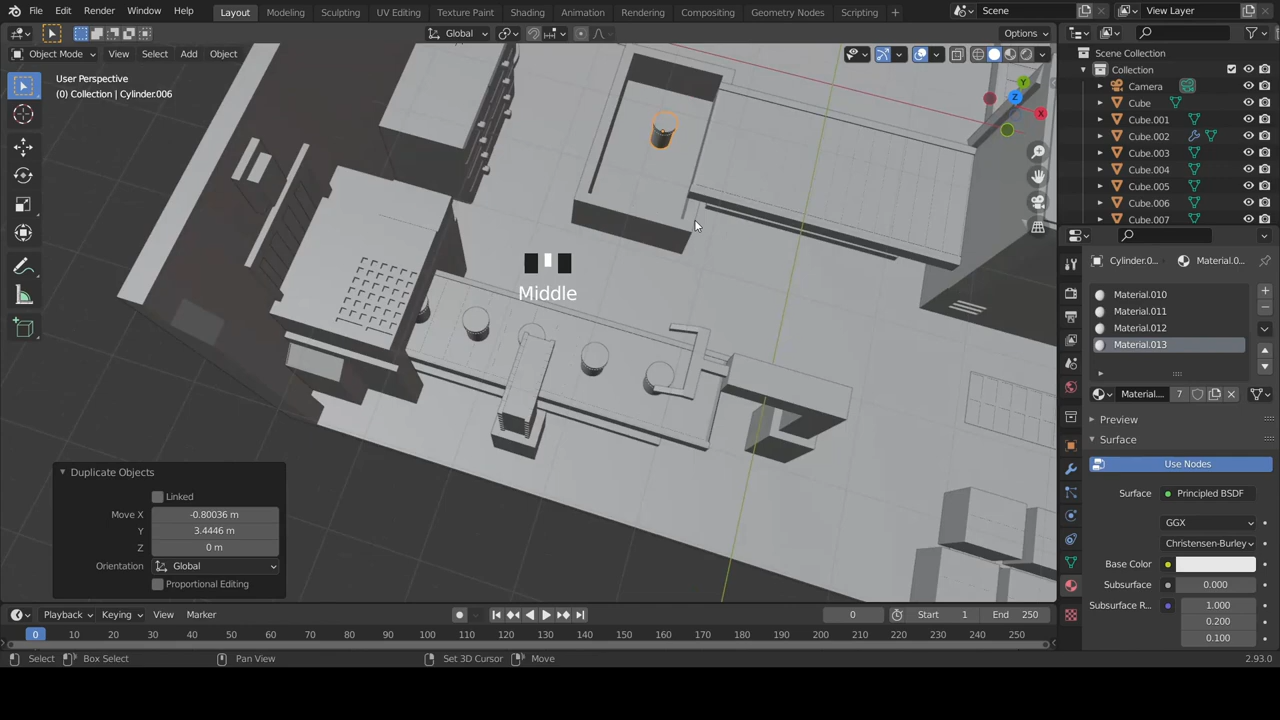 File Edit Render Window Help Layout Modeling Sculpting UV Editing Texture Paint Shading Animation Rendering Compositing Geometry Nodes Scripting + Scene View Layer
Object Mode View Select Add Object Global Options
User Perspective
(0) Collection | Cylinder.006
Scene Collection
Collection
Camera
Cube
Cube.001
Cube.002
Cube.003
Cube.004
Cube.005
Cube.006
Cube.007
Z
Y
X
Middle
Cylinder.0... Material.0...
Material.010
Material.011
Material.012
Material.013
Material.... 7
Preview
Surface
Use Nodes
Surface Principled BSDF
GGX
Christensen-Burley
Base Color
Subsurface 0.000
Subsurface R... 1.000
0.200
0.100
Duplicate Objects
Linked
Move X -0.80036 m
Y 3.4446 m
Z 0 m
Orientation Global
Proportional Editing
Playback Keying View Marker 0 Start 1 End 250
0 10 20 30 40 50 60 70 80 90 100 110 120 130 140 150 160 170 180 190 200 210 220 230 240 250
Select Box Select Pan View Set 3D Cursor Move 2.93.0